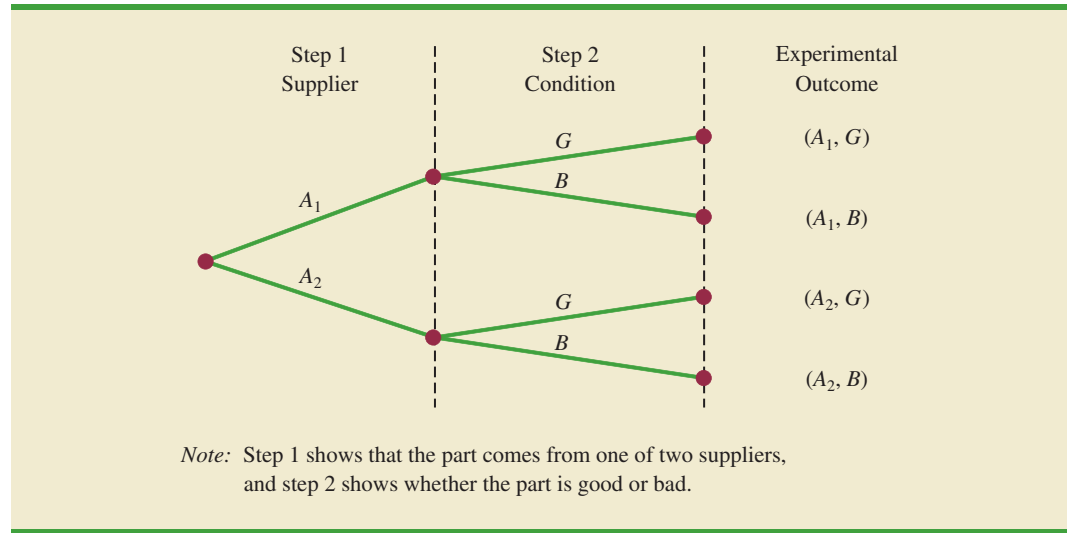 Step 1
Supplier
Step 2
Condition
Experimental
Outcome
G
(A₁, G)
B
A₁
(A₁, B)
A₂
G
(A₂, G)
B
(A₂, B)
Note: Step 1 shows that the part comes from one of two suppliers,
and step 2 shows whether the part is good or bad.